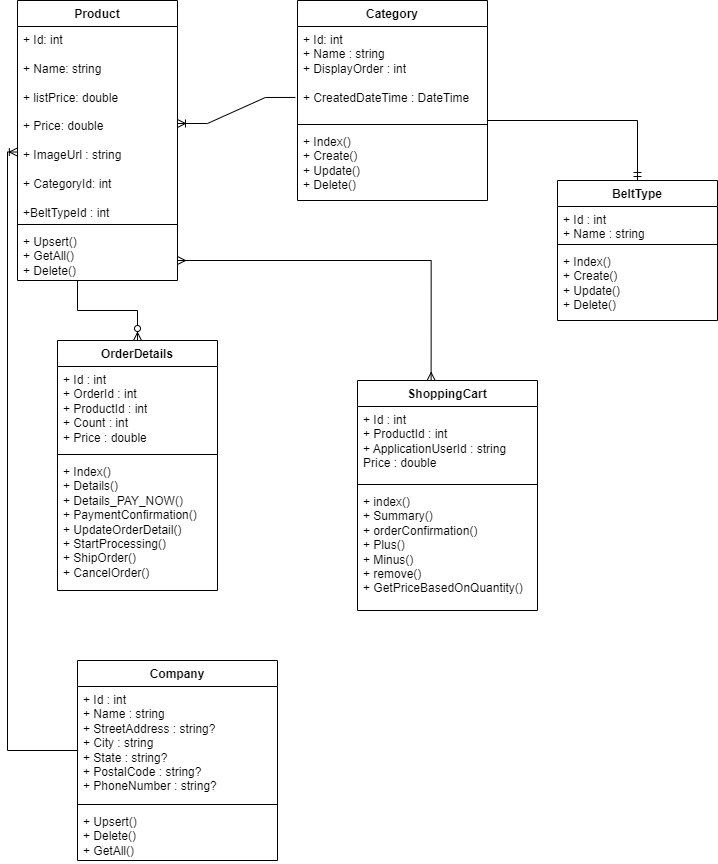 Product
+ Id: int
+ Name: string
+ listPrice: double
+ Price: double
+ ImageUrl : string
+ CategoryId: int
+BeltTypeId : int
+ Upsert()
+ GetAll()
+ Delete()
Category
+ Id: int
+ Name : string
+ DisplayOrder : int
+ CreatedDateTime : DateTime
+ Index()
+ Create()
+ Update()
+ Delete()
BeltType
+ Id : int
+ Name : string
+ Index()
+ Create()
+ Update()
+ Delete()
OrderDetails
+ Id : int
+ OrderId : int
+ ProductId : int
+ Count : int
+ Price : double
+ Index()
+ Details()
+ Details_PAY_NOW()
+ PaymentConfirmation()
+ UpdateOrderDetail()
+ StartProcessing()
+ ShipOrder()
+ CancelOrder()
ShoppingCart
+ Id : int
+ ProductId : int
+ ApplicationUserId : string
Price : double
+ index()
+ Summary()
+ orderConfirmation()
+ Plus()
+ Minus()
+ remove()
+ GetPriceBasedOnQuantity()
Company
+ Id : int
+ Name : string
+ StreetAddress : string?
+ City : string
+ State : string?
+ PostalCode : string?
+ PhoneNumber : string?
+ Upsert()
+ Delete()
+ GetAll()